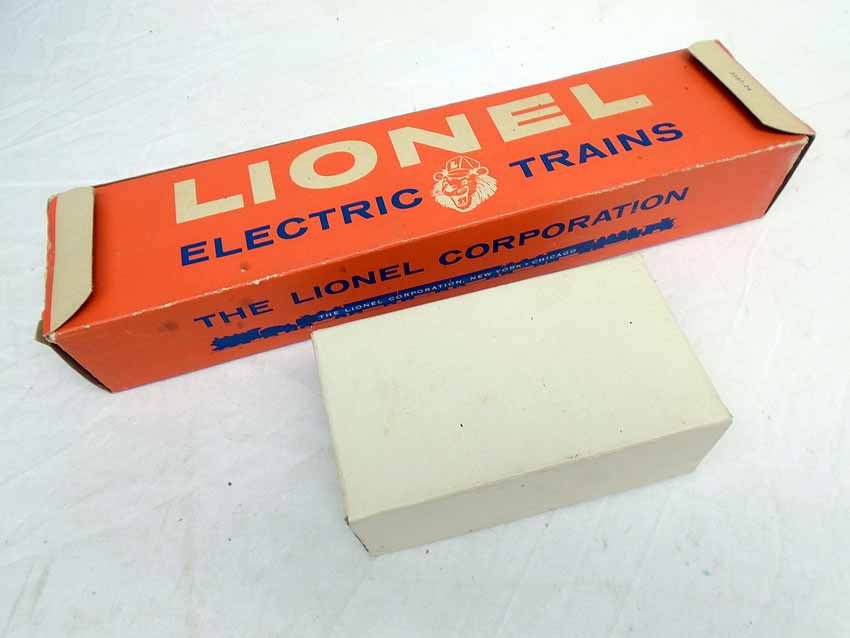 LIONEL
ELECTRIC TRAINS
THE LIONEL CORPORATION
THE LIONEL CORPORATION, NEW YORK • CHICAGO
L